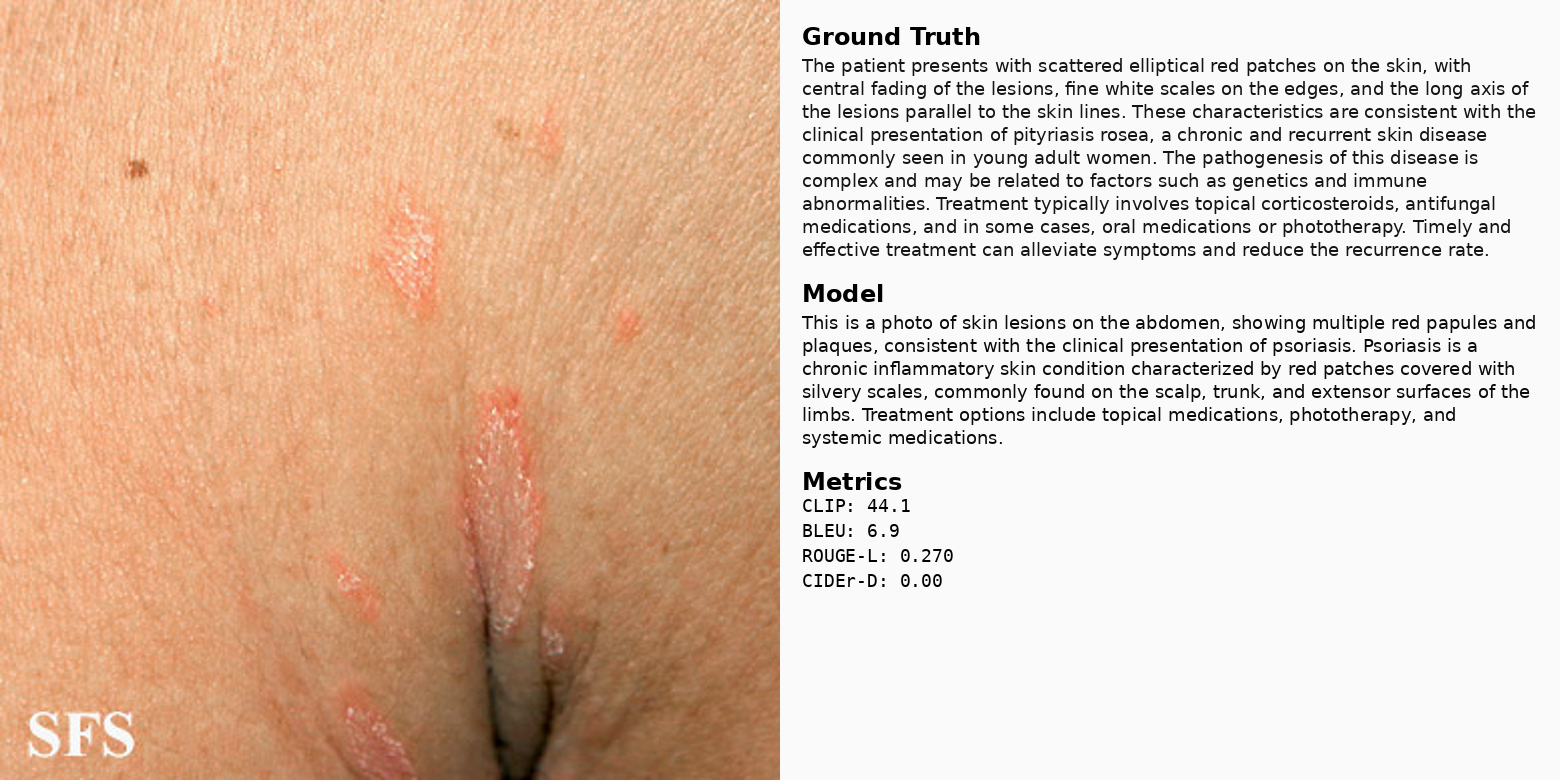 Ground Truth
The patient presents with scattered elliptical red patches on the skin, with
central fading of the lesions, fine white scales on the edges, and the long axis of
the lesions parallel to the skin lines. These characteristics are consistent with the
clinical presentation of pityriasis rosea, a chronic and recurrent skin disease
commonly seen in young adult women. The pathogenesis of this disease is
complex and may be related to factors such as genetics and immune
abnormalities. Treatment typically involves topical corticosteroids, antifungal
medications, and in some cases, oral medications or phototherapy. Timely and
effective treatment can alleviate symptoms and reduce the recurrence rate.
Model
This is a photo of skin lesions on the abdomen, showing multiple red papules and
plaques, consistent with the clinical presentation of psoriasis. Psoriasis is a
chronic inflammatory skin condition characterized by red patches covered with
silvery scales, commonly found on the scalp, trunk, and extensor surfaces of the
limbs. Treatment options include topical medications, phototherapy, and
systemic medications.
Metrics
CLIP: 44.1
BLEU: 6.9
ROUGE-L: 0.270
CIDEr-D: 0.00
SFS